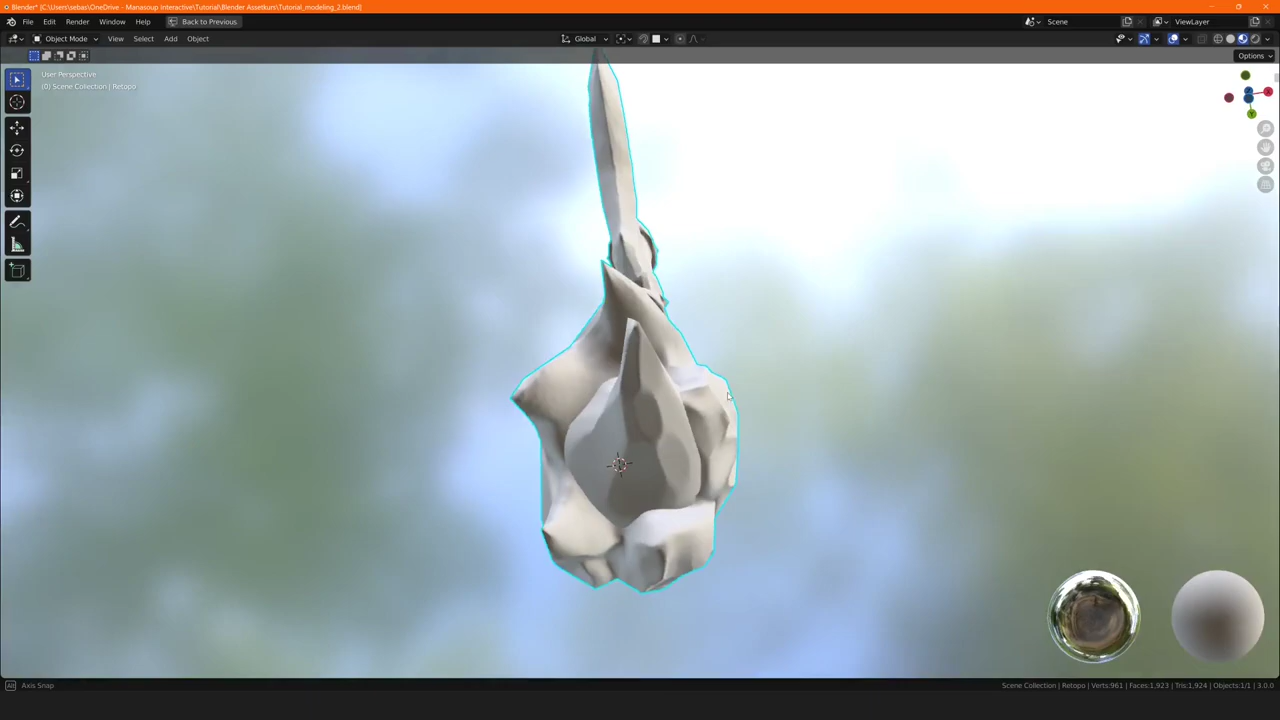 Blender* [C:\Users\sebas\OneDrive - Manasoup interactive\Tutorial\Blender Assetkurs\Tutorial_modeling_2.blend]
File Edit Render Window Help Back to Previous Scene ViewLayer
Object Mode View Select Add Object Global
Options
User Perspective
(0) Scene Collection | Retopo
X
Y
Alt Axis Snap Scene Collection | Retopo | Verts:961 | Faces:1,923 | Tris:1,924 | Objects:1/1 | 3.0.0